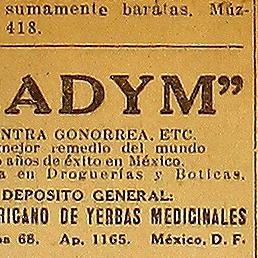 sumamente baratas. Múz-
418.
ADYM”
NTRA GONORREA, ETC.
mejor remedio del mundo
años de éxito en México.
a en Droguerías y Boticas.
DEPOSITO GENERAL:
RICANO DE YERBAS MEDICINALES
68. Ap. 1165. México, D. F.